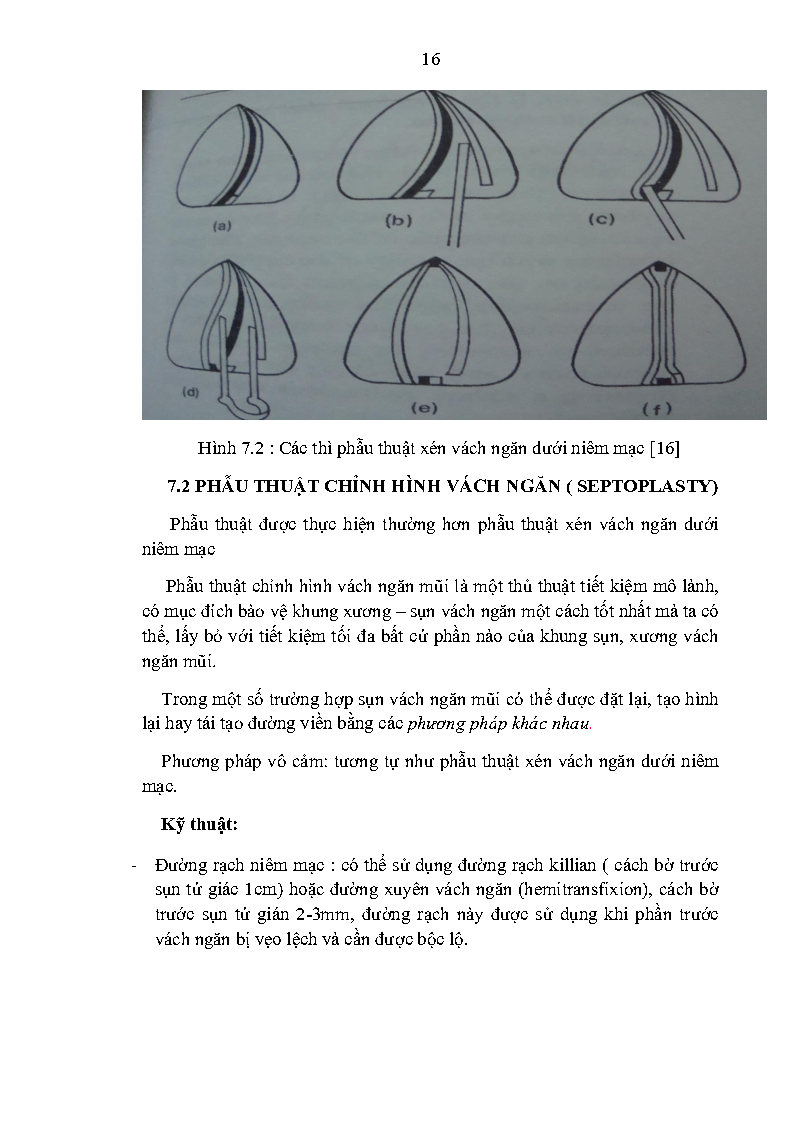 16
(a)
(b)
(c)
(d)
(e)
(f)
Hình 7.2 : Các thì phẫu thuật xén vách ngăn dưới niêm mạc [16]
7.2 PHẪU THUẬT CHỈNH HÌNH VÁCH NGĂN ( SEPTOPLASTY)
Phẫu thuật được thực hiện thường hơn phẫu thuật xén vách ngăn dưới
niêm mạc
Phẫu thuật chỉnh hình vách ngăn mũi là một thủ thuật tiết kiệm mô lành,
có mục đích bảo vệ khung xương – sụn vách ngăn một cách tốt nhất mà ta có
thể, lấy bỏ với tiết kiệm tối đa bất cứ phần nào của khung sụn, xương vách
ngăn mũi.
Trong một số trường hợp sụn vách ngăn mũi có thể được đặt lại, tạo hình
lại hay tái tạo đường viền bằng các phương pháp khác nhau.
Phương pháp vô cảm: tương tự như phẫu thuật xén vách ngăn dưới niêm
mạc.
Kỹ thuật:
- Đường rạch niêm mạc : có thể sử dụng đường rạch killian ( cách bờ trước
sụn tứ giác 1cm) hoặc đường xuyên vách ngăn (hemitransfixion), cách bờ
trước sụn tứ gián 2-3mm, đường rạch này được sử dụng khi phần trước
vách ngăn bị vẹo lệch và cần được bộc lộ.